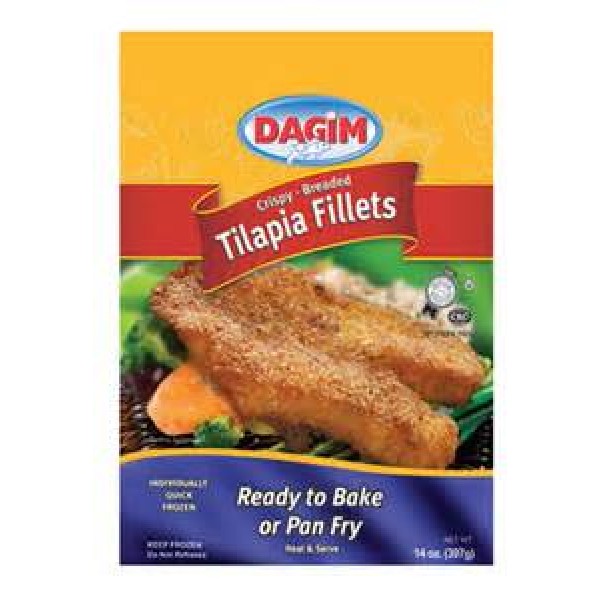 DAGIM
Crispy - Breaded
Tilapia Fillets
CRC
INDIVIDUALLY
QUICK
FROZEN
Ready to Bake
or Pan Fry
Heat & Serve
KEEP FROZEN
Do Not Refreeze
NET WT
14 oz. (397g)